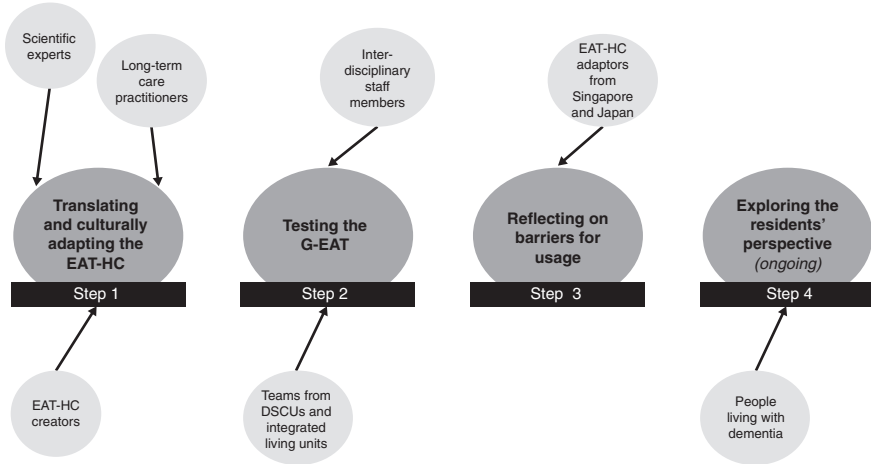 Scientific
experts
Long-term
care
practitioners
Translating
and culturally
adapting the
EAT-HC
Step 1
EAT-HC
creators
Inter-
disciplinary
staff
members
Testing the
G-EAT
Step 2
Teams from
DSCUs and
integrated
living units
EAT-HC
adaptors
from
Singapore
and Japan
Reflecting on
barriers for
usage
Step 3
Exploring the
residents’
perspective
(ongoing)
Step 4
People
living with
dementia